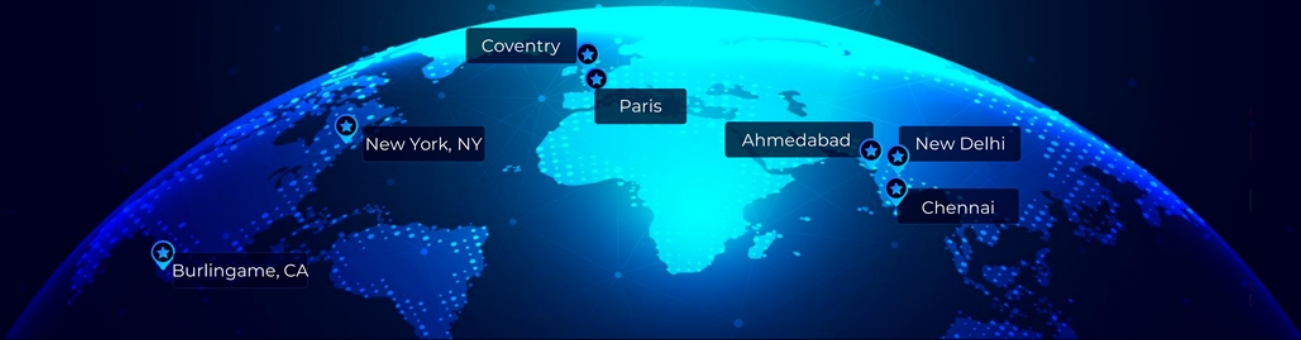 Coventry
Paris
New York, NY
Ahmedabad
New Delhi
Chennai
Burlingame, CA